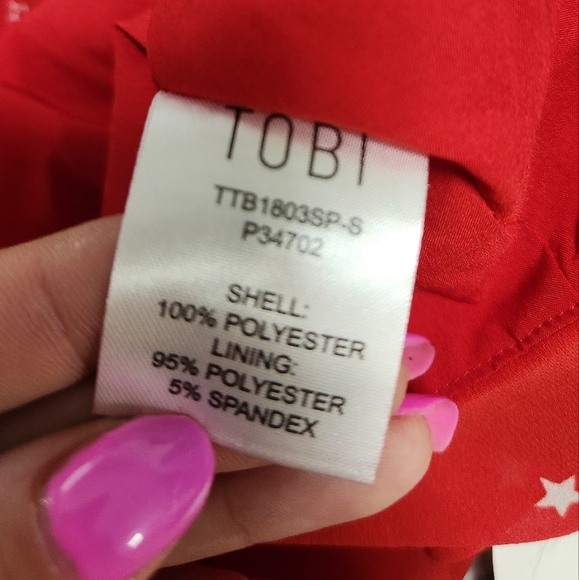 TOBI
TTB1803SP-S
P34702
SHELL:
100% POLYESTER
LINING:
95% POLYESTER
5% SPANDEX